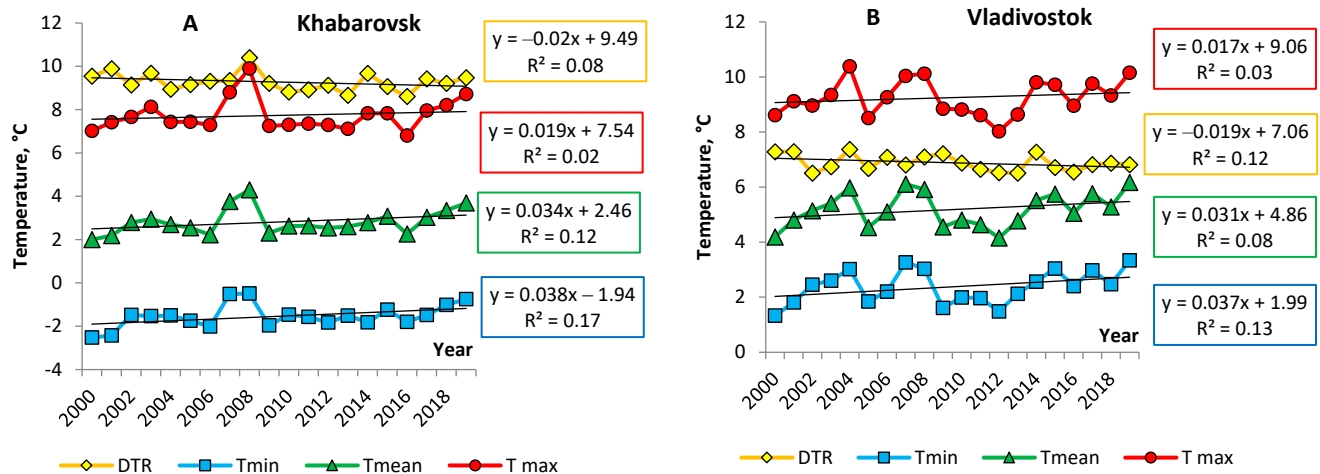 A Khabarovsk
Temperature, °C
12
10
8
6
4
2
0
-2
-4
2000
2002
2004
2006
2008
2010
2012
2014
2016
2018
Year
y = −0.02x + 9.49
R² = 0.08
y = 0.019x + 7.54
R² = 0.02
y = 0.034x + 2.46
R² = 0.12
y = 0.038x – 1.94
R² = 0.17
DTR Tmin Tmean T max
B Vladivostok
Temperature, °C
12
10
8
6
4
2
0
2000
2002
2004
2006
2008
2010
2012
2014
2016
2018
Year
y = 0.017x + 9.06
R² = 0.03
y = −0.019x + 7.06
R² = 0.12
y = 0.031x + 4.86
R² = 0.08
y = 0.037x + 1.99
R² = 0.13
DTR Tmin Tmean T max